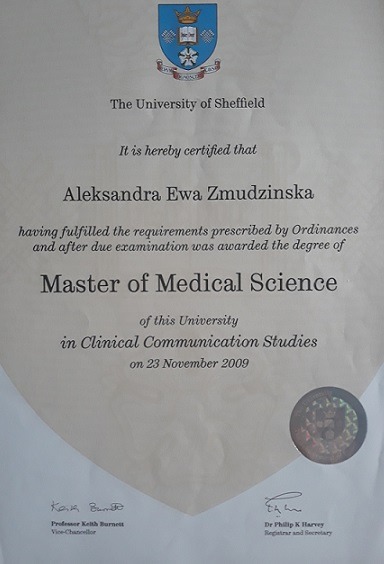 The University of Sheffield
It is hereby certified that
Aleksandra Ewa Zmudzinska
having fulfilled the requirements prescribed by Ordinances
and after due examination was awarded the degree of
Master of Medical Science
of this University
in Clinical Communication Studies
on 23 November 2009
Keith Burnett
Professor Keith Burnett
Vice-Chancellor
Dr Philip K Harvey
Registrar and Secretary